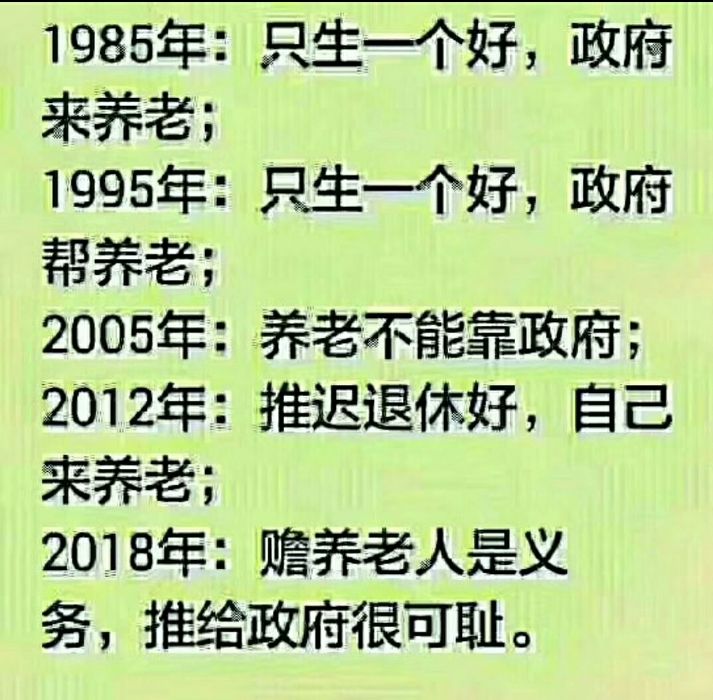 1985年：只生一个好，政府
来养老；
1995年：只生一个好，政府
帮养老；
2005年：养老不能靠政府；
2012年：推迟退休好，自己
来养老；
2018年：赡养老人是义
务，推给政府很可耻。